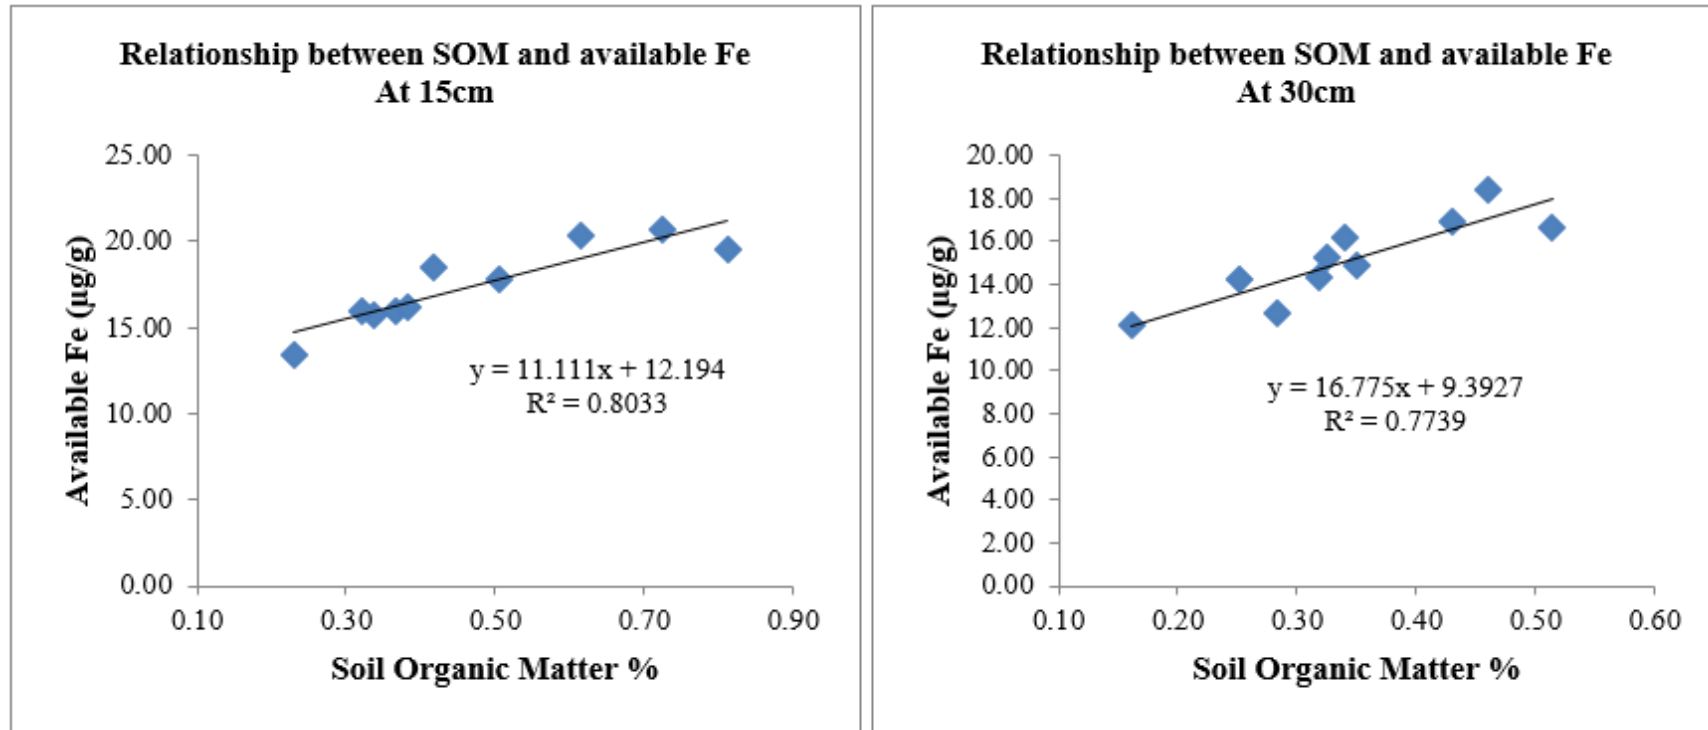 Relationship between SOM and available Fe
At 15cm
25.00
20.00
15.00
10.00
5.00
0.00
Available Fe (µg/g)
y = 11.111x + 12.194
R² = 0.8033
0.10 0.30 0.50 0.70 0.90
Soil Organic Matter %
Relationship between SOM and available Fe
At 30cm
20.00
18.00
16.00
14.00
12.00
10.00
8.00
6.00
4.00
2.00
0.00
Available Fe (µg/g)
y = 16.775x + 9.3927
R² = 0.7739
0.10 0.20 0.30 0.40 0.50 0.60
Soil Organic Matter %